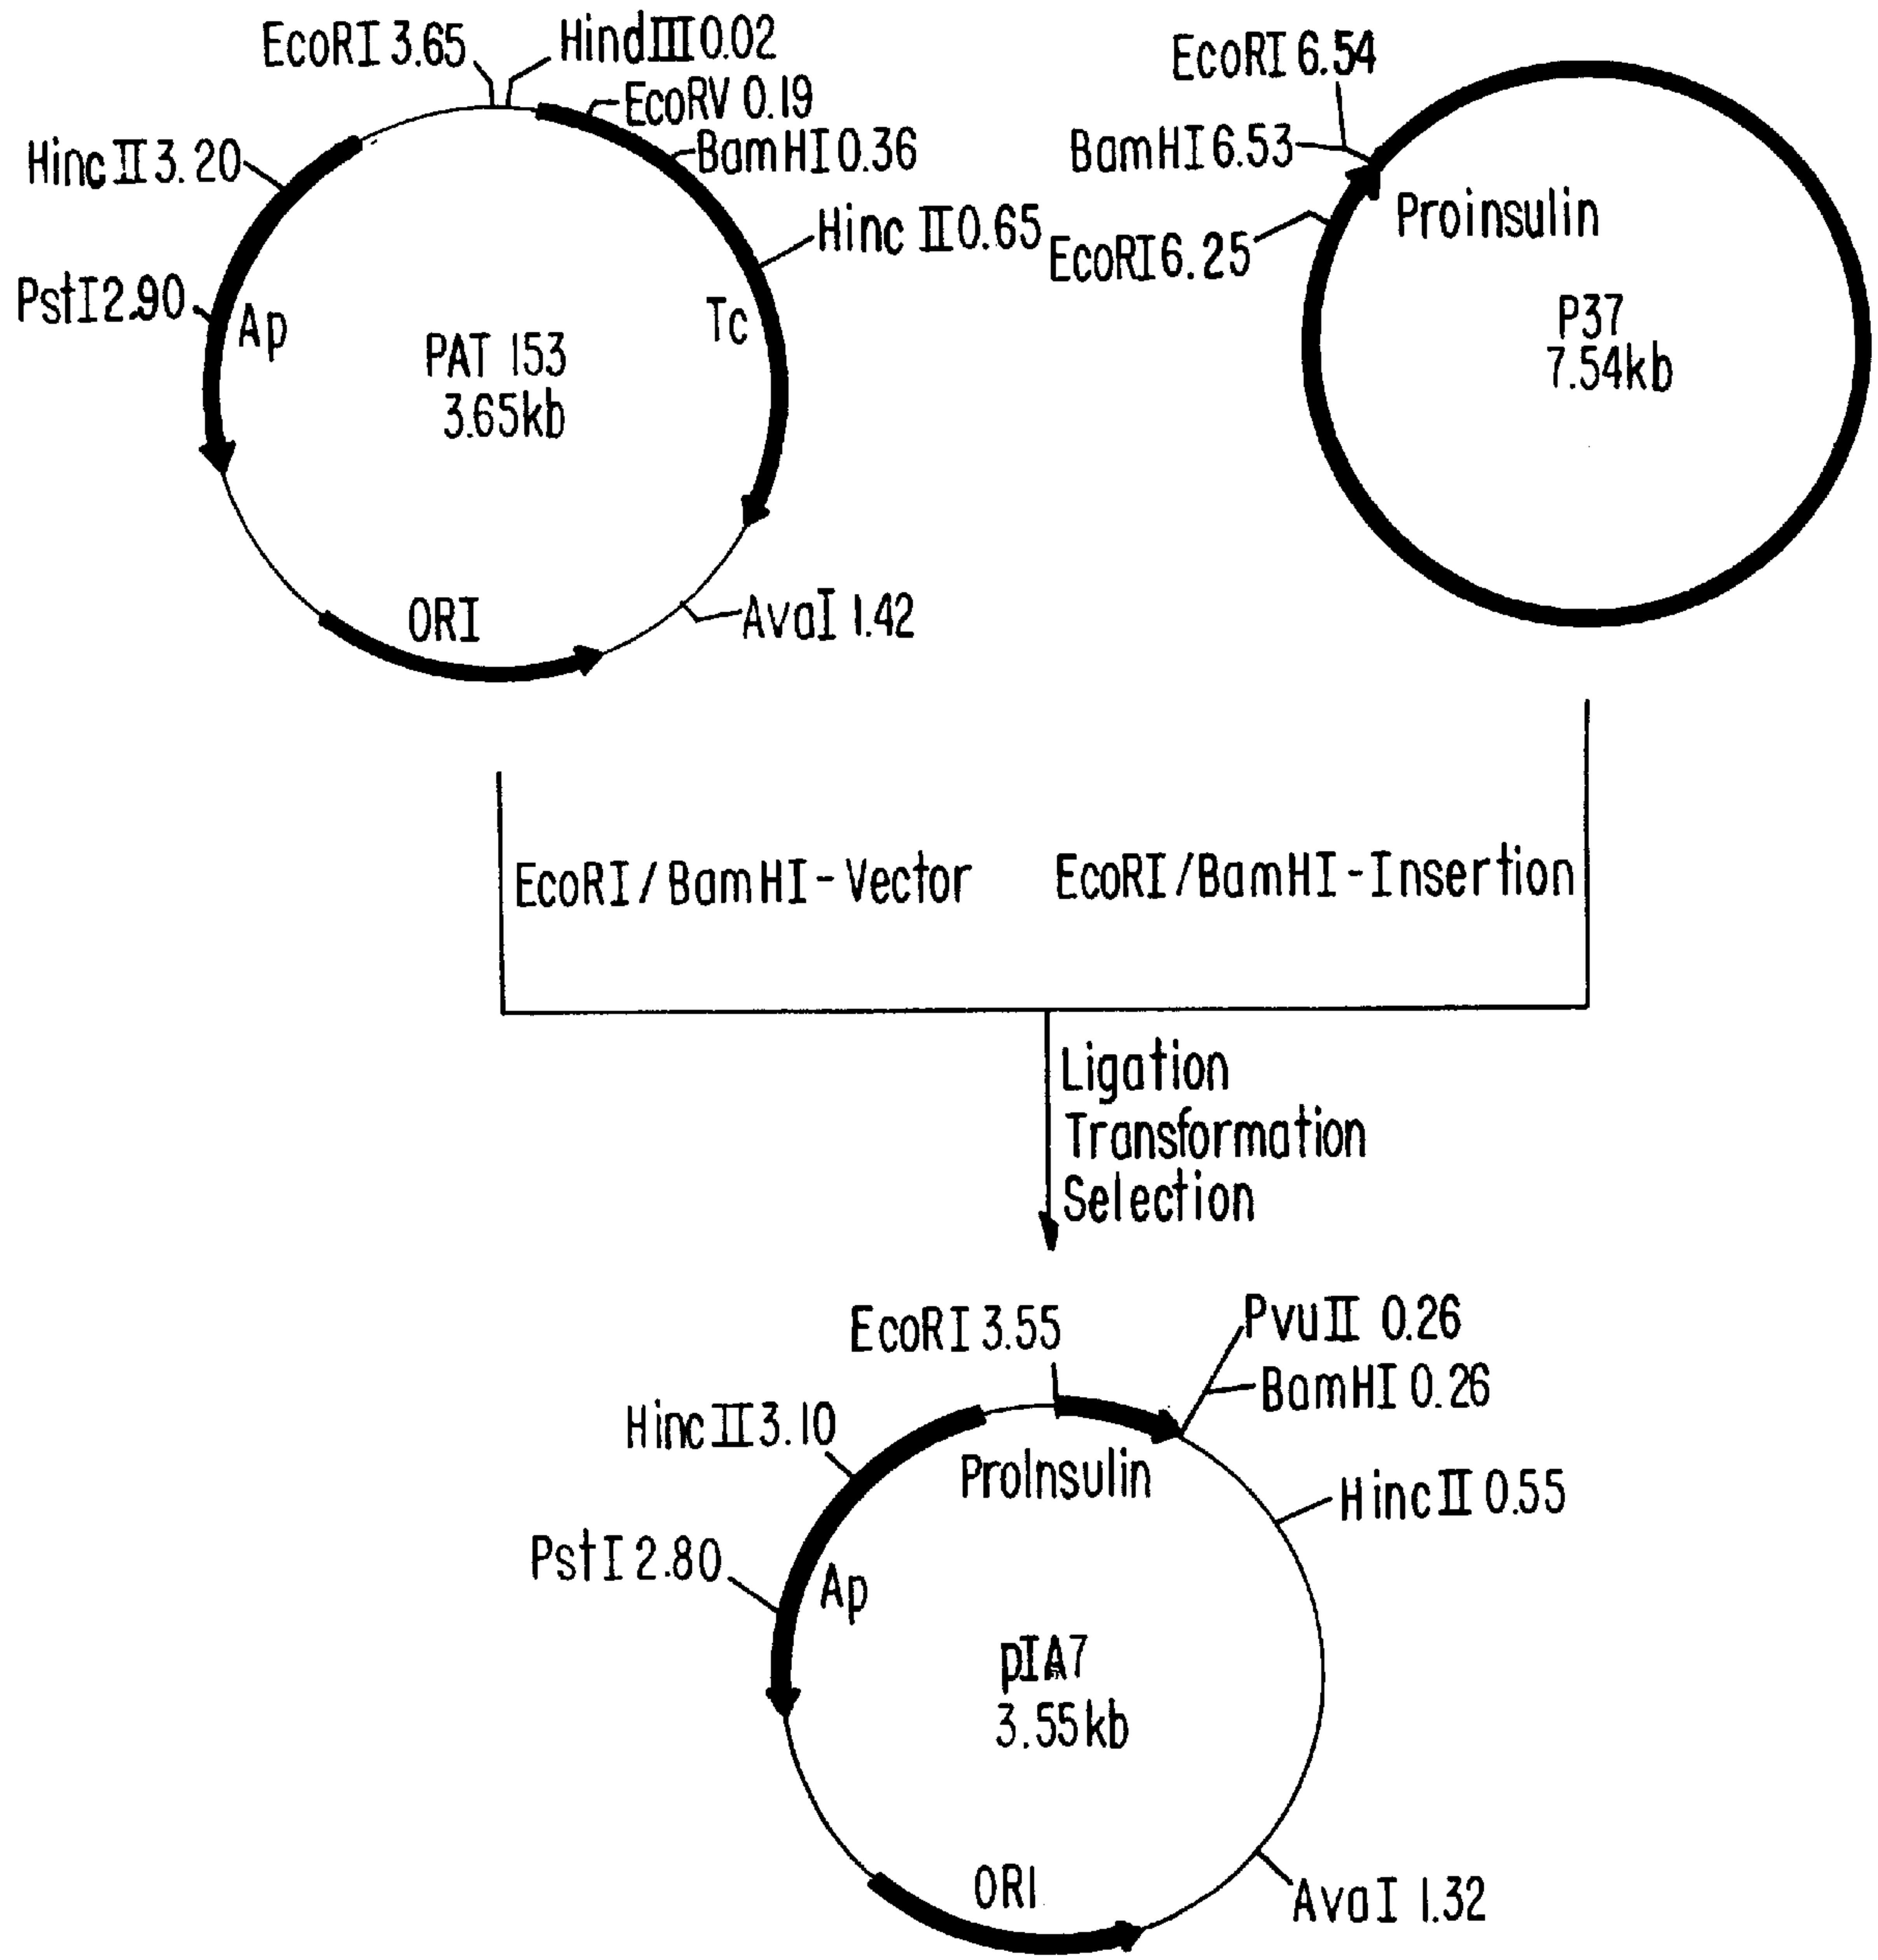 EcoRI 3.65
HindIII 0.02
EcoRV 0.19
BamHI 0.36
HincII 3.20
HincII 0.65
PstI 2.90
Ap
Tc
PAT 153
3.65kb
ORI
AvaI 1.42
EcoRI 6.54
BamHI 6.53
Proinsulin
EcoRI 6.25
P37
7.54kb
EcoRI/BamHI-Vector
EcoRI/BamHI-Insertion
Ligation
Transformation
Selection
EcoRI 3.55
PvuII 0.26
BamHI 0.26
HincII 3.10
ProInsulin
HincII 0.55
PstI 2.80
Ap
pIA7
3.55kb
ORI
AvaI 1.32